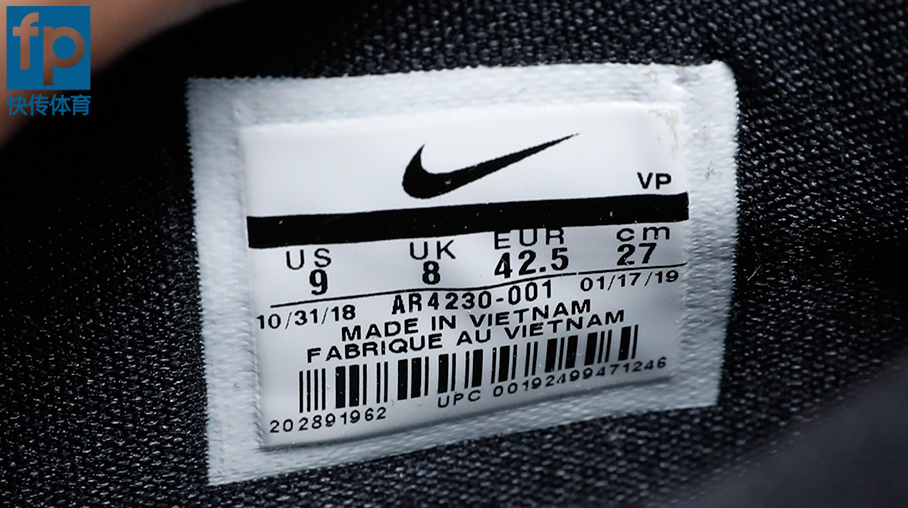 fp
快传体育
VP
US UK EUR cm
9 8 42.5 27
10/31/18 AR4230-001 01/17/19
MADE IN VIETNAM
FABRIQUE AU VIETNAM
202891962 UPC 00192499471246